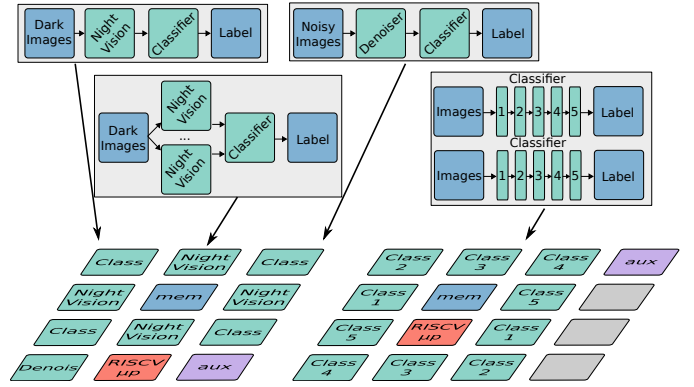 Dark
Images
Night
Vision
Classifier
Label
Noisy
Images
Denoiser
Classifier
Label
Dark
Images
Night
Vision
...
Night
Vision
Classifier
Label
Classifier
Images
1
2
3
4
5
Label
Classifier
Images
1
2
3
4
5
Label
Class
Night
Vision
Class
Night
Vision
mem
Night
Vision
Class
Night
Vision
Class
Denois
RISCV
μp
aux
Class
2
Class
3
Class
4
aux
Class
1
mem
Class
5
Class
5
RISCV
μp
Class
1
Class
4
Class
3
Class
2